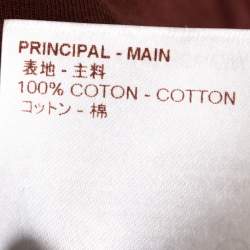 PRINCIPAL - MAIN
表地 - 主料
100% COTON - COTTON
コットン - 棉